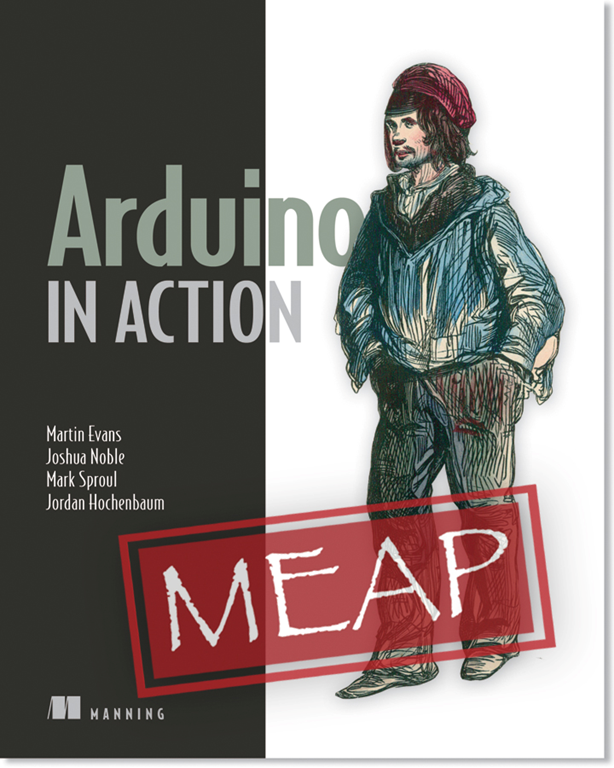 Arduino
IN ACTION
Martin Evans
Joshua Noble
Mark Sproul
Jordan Hochenbaum
MEAP
MANNING